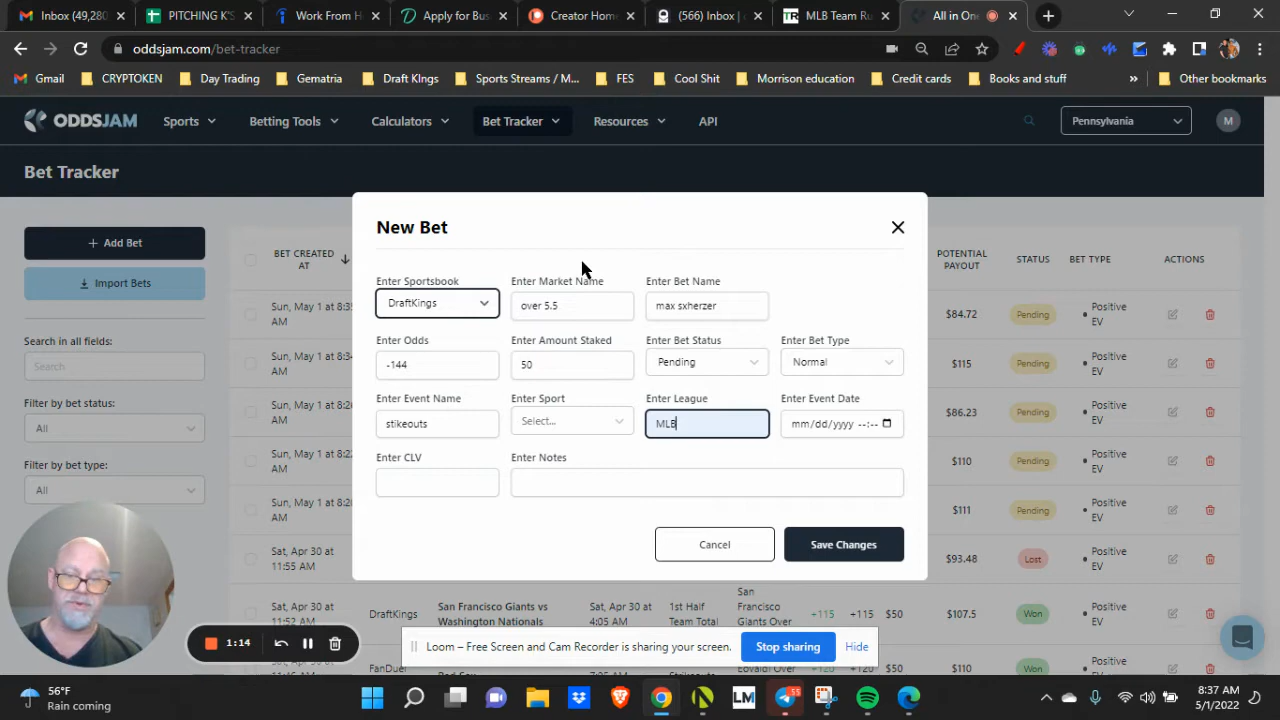 Inbox (49,280
PITCHING K"S
Work From H
Apply for Bus
Creator Home
(566) Inbox |
MLB Team Ru
All in One
oddsjam.com/bet-tracker
Gmail
CRYPTOKEN
Day Trading
Gematria
Draft KIngs
Sports Streams / M...
FES
Cool Shit
Morrison education
Credit cards
Books and stuff
»
Other bookmarks
ODDSJAM
Sports
Betting Tools
Calculators
Bet Tracker
Resources
API
Pennsylvania
M
Bet Tracker
+ Add Bet
Import Bets
Search in all fields:
Search
Filter by bet status:
All
Filter by bet type:
All
BET CREATED
AT
POTENTIAL
PAYOUT
STATUS
BET TYPE
ACTIONS
New Bet
Enter Sportsbook
Enter Market Name
Enter Bet Name
DraftKings
over 5.5
max sxherzer
Enter Odds
Enter Amount Staked
Enter Bet Status
Enter Bet Type
-144
50
Pending
Normal
Enter Event Name
Enter Sport
Enter League
Enter Event Date
stikeouts
Select...
MLB
mm/dd/yyyy --:--
Enter CLV
Enter Notes
Cancel
Save Changes
Sun, May 1 at 8:35
AM
$84.72
Pending
Positive
EV
Sun, May 1 at 8:34
AM
$115
Pending
Positive
EV
Sun, May 1 at 8:26
AM
$86.23
Pending
Positive
EV
Sun, May 1 at 8:2
AM
$110
Pending
Positive
EV
Sun, May 1 at 8:20
AM
$111
Pending
Positive
EV
Sat, Apr 30 at
11:55 AM
$93.48
Lost
Positive
EV
Sat, Apr 30 at
11:52 AM
DraftKings
San Francisco Giants vs
Washington Nationals
Sat, Apr 30 at
4:05 AM
1st Half
Team Total
San
Francisco
Giants Over
+115
+115
$50
$107.5
Won
Positive
EV
Sat, Apr 30 at
FanDuel
$50
$110
Won
Positive
EV
1:14
Loom – Free Screen and Cam Recorder is sharing your screen.
Stop sharing
Hide
56°F
Rain coming
LM
55
8:37 AM
5/1/2022